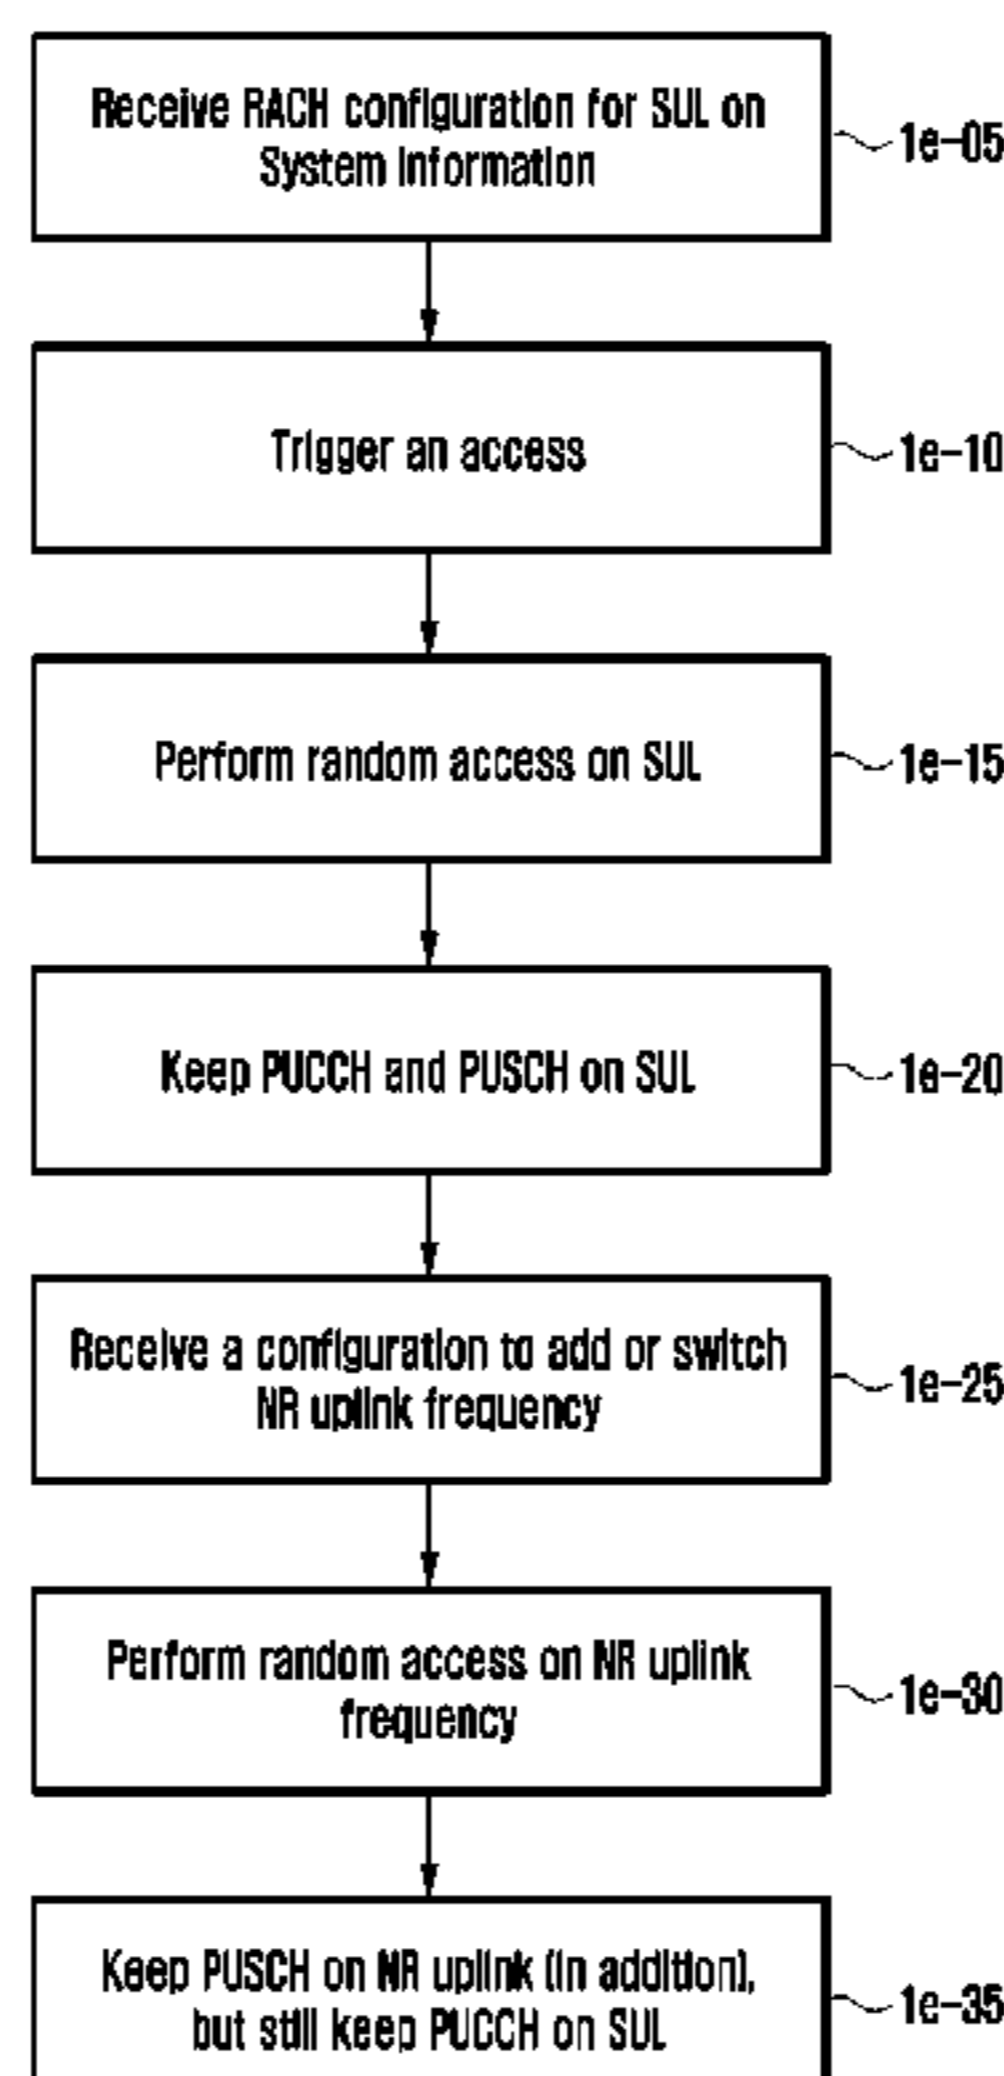 Receive RACH configuration for SUL on
System Information
1e-05
Trigger an access
1e-10
Perform random access on SUL
1e-15
Keep PUCCH and PUSCH on SUL
1e-20
Receive a configuration to add or switch
NR uplink frequency
1e-25
Perform random access on NR uplink
frequency
1e-30
Keep PUSCH on NR uplink (in addition),
but still keep PUCCH on SUL
1e-35